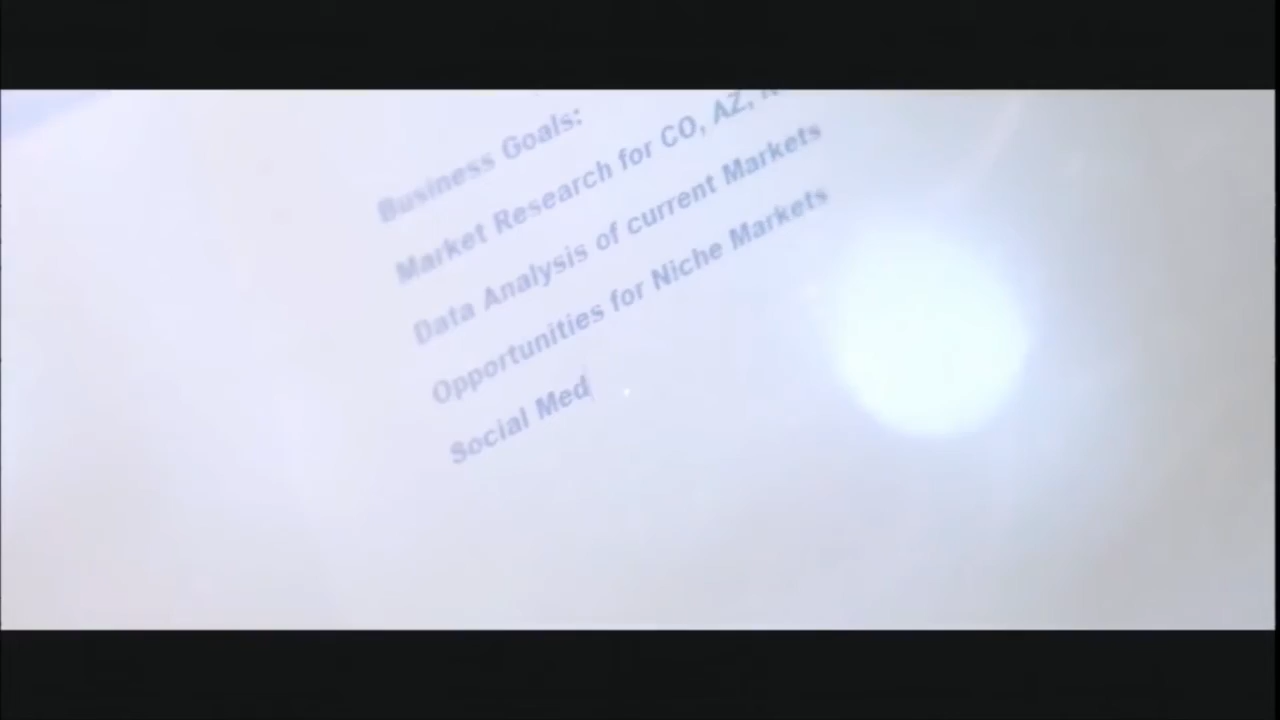 Business Goals:
Market Research for CO, AZ,
Data Analysis of current Markets
Opportunities for Niche Markets
Social Med